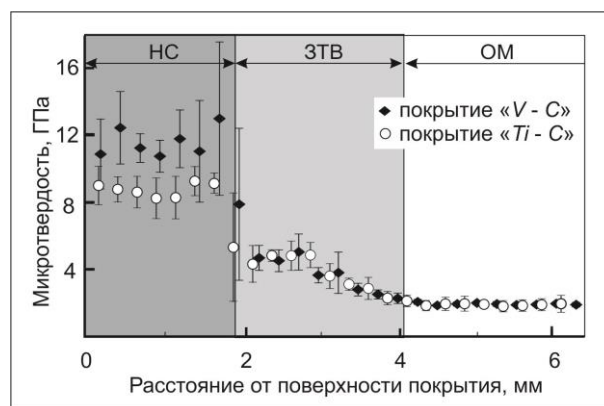 НС ЗТВ ОМ
16
покрытие «V - C»
покрытие «Ti - C»
12
8
4
Микротвердость, ГПа
0 2 4 6
Расстояние от поверхности покрытия, мм